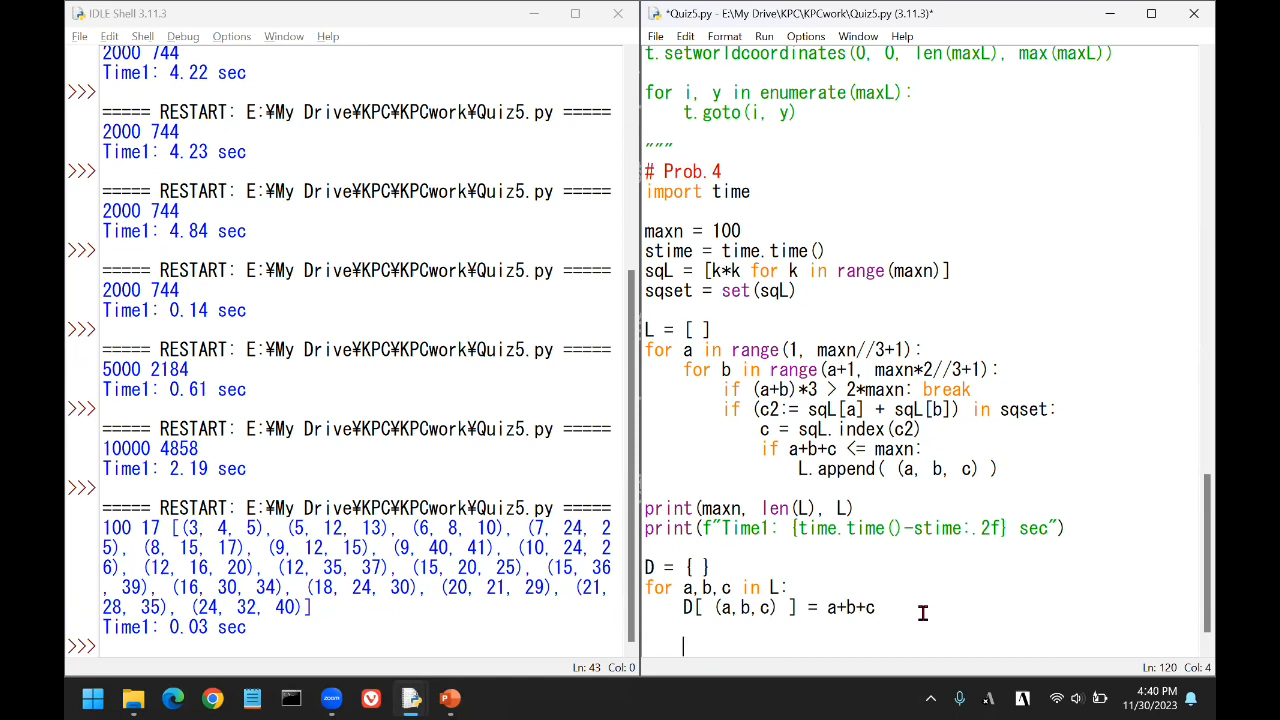 IDLE Shell 3.11.3
File Edit Shell Debug Options Window Help
2000 744
Time1: 4.22 sec
>>>
===== RESTART: E:¥My Drive¥KPC¥KPCwork¥Quiz5.py =====
2000 744
Time1: 4.23 sec
>>>
===== RESTART: E:¥My Drive¥KPC¥KPCwork¥Quiz5.py =====
2000 744
Time1: 4.84 sec
>>>
===== RESTART: E:¥My Drive¥KPC¥KPCwork¥Quiz5.py =====
2000 744
Time1: 0.14 sec
>>>
===== RESTART: E:¥My Drive¥KPC¥KPCwork¥Quiz5.py =====
5000 2184
Time1: 0.61 sec
>>>
===== RESTART: E:¥My Drive¥KPC¥KPCwork¥Quiz5.py =====
10000 4858
Time1: 2.19 sec
>>>
===== RESTART: E:¥My Drive¥KPC¥KPCwork¥Quiz5.py =====
100 17 [(3, 4, 5), (5, 12, 13), (6, 8, 10), (7, 24, 2
5), (8, 15, 17), (9, 12, 15), (9, 40, 41), (10, 24, 2
6), (12, 16, 20), (12, 35, 37), (15, 20, 25), (15, 36
, 39), (16, 30, 34), (18, 24, 30), (20, 21, 29), (21,
28, 35), (24, 32, 40)]
Time1: 0.03 sec
>>>
Ln: 43 Col: 0
*Quiz5.py - E:\My Drive\KPC\KPCwork\Quiz5.py (3.11.3)*
File Edit Format Run Options Window Help
t.setworldcoordinates(0, 0, len(maxL), max(maxL))
for i, y in enumerate(maxL):
    t.goto(i, y)
"""
# Prob.4
import time
maxn = 100
stime = time.time()
sqL = [k*k for k in range(maxn)]
sqset = set(sqL)
L = [ ]
for a in range(1, maxn//3+1):
    for b in range(a+1, maxn*2//3+1):
        if (a+b)*3 > 2*maxn: break
        if (c2:= sqL[a] + sqL[b]) in sqset:
            c = sqL.index(c2)
            if a+b+c <= maxn:
                L.append( (a, b, c) )
print(maxn, len(L), L)
print(f"Time1: {time.time()-stime:.2f} sec")
D = { }
for a,b,c in L:
    D[ (a,b,c) ] = a+b+c
Ln: 120 Col: 4
zoom
A
4:40 PM
11/30/2023